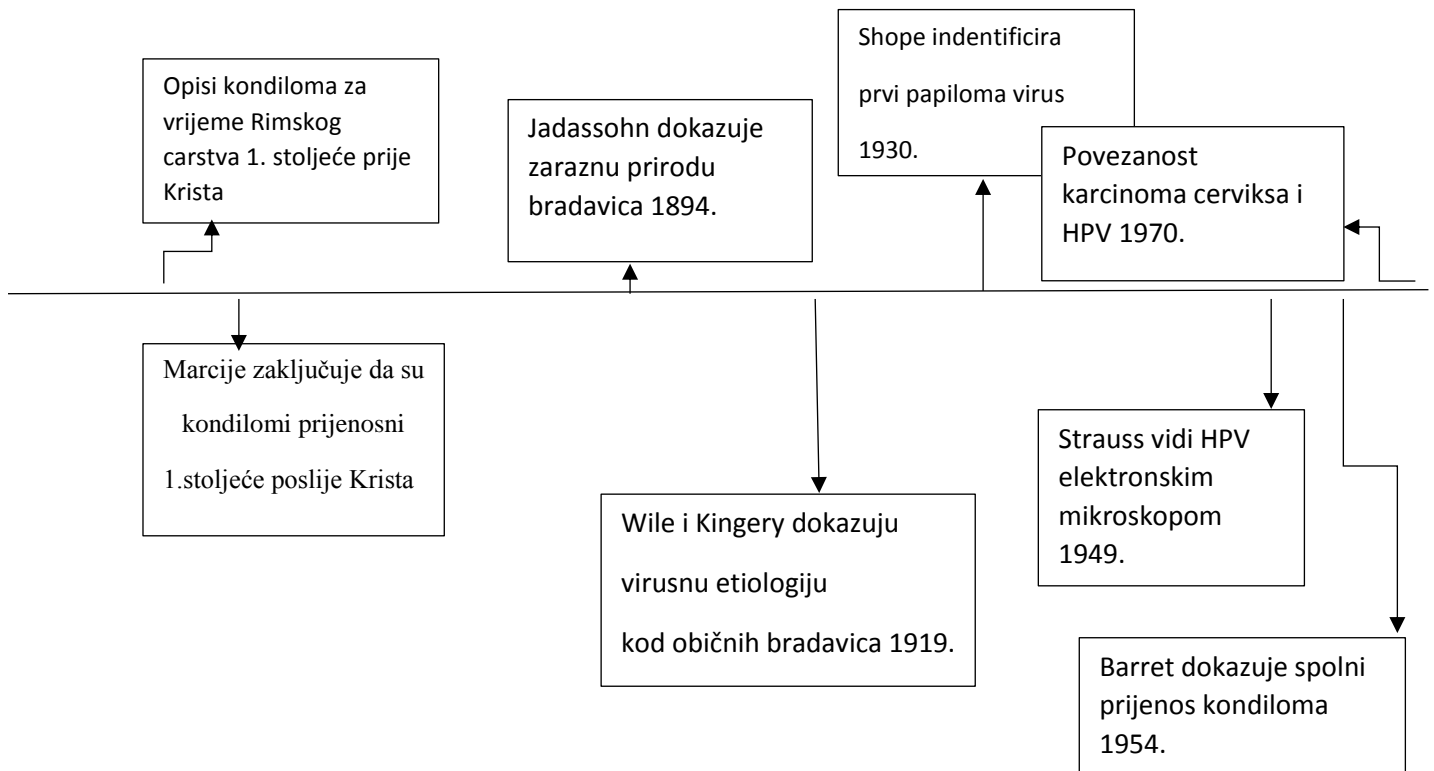 Opisi kondiloma za
vrijeme Rimskog
carstva 1. stoljeće prije
Krista
Jadassohn dokazuje
zaraznu prirodu
bradavica 1894.
Shope indentificira
prvi papiloma virus
1930.
Povezanost
karcinoma cerviksa i
HPV 1970.
Marcije zaključuje da su
kondilomi prijenosni
1.stoljeće poslije Krista
Wile i Kingery dokazuju
virusnu etiologiju
kod običnih bradavica 1919.
Strauss vidi HPV
elektronskim
mikroskopom
1949.
Barret dokazuje spolni
prijenos kondiloma
1954.